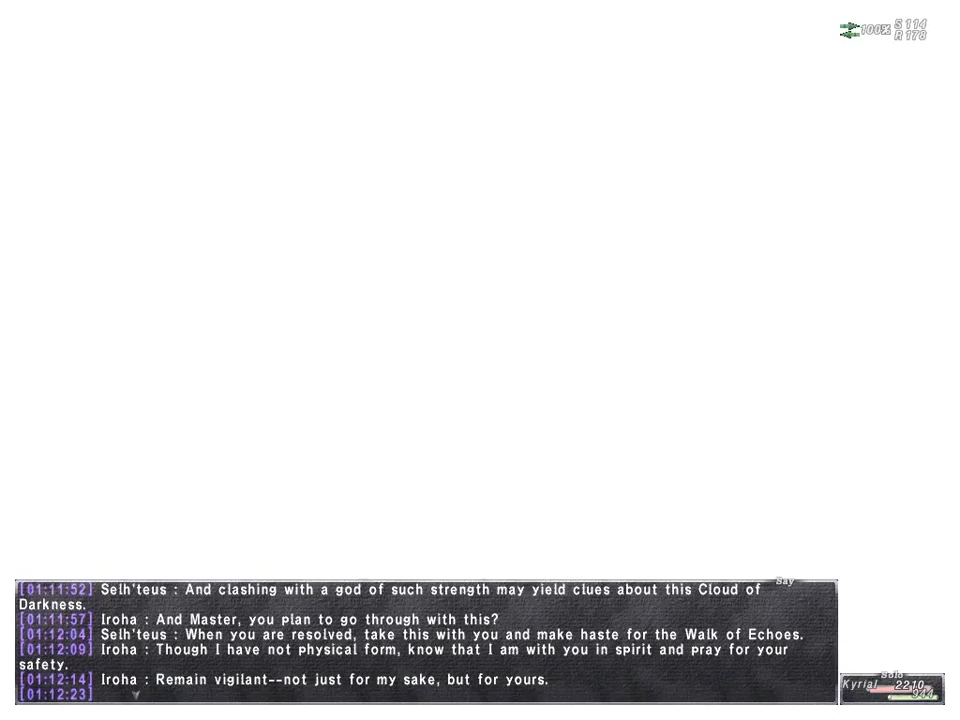 100% S 114
R 178
Say
[01:11:52] Selh'teus : And clashing with a god of such strength may yield clues about this Cloud of
Darkness.
[01:11:57] Iroha : And Master, you plan to go through with this?
[01:12:04] Selh'teus : When you are resolved, take this with you and make haste for the Walk of Echoes.
[01:12:09] Iroha : Though I have not physical form, know that I am with you in spirit and pray for your
safety.
[01:12:14] Iroha : Remain vigilant--not just for my sake, but for yours.
[01:12:23]
Solo
Kyrial 2210
944